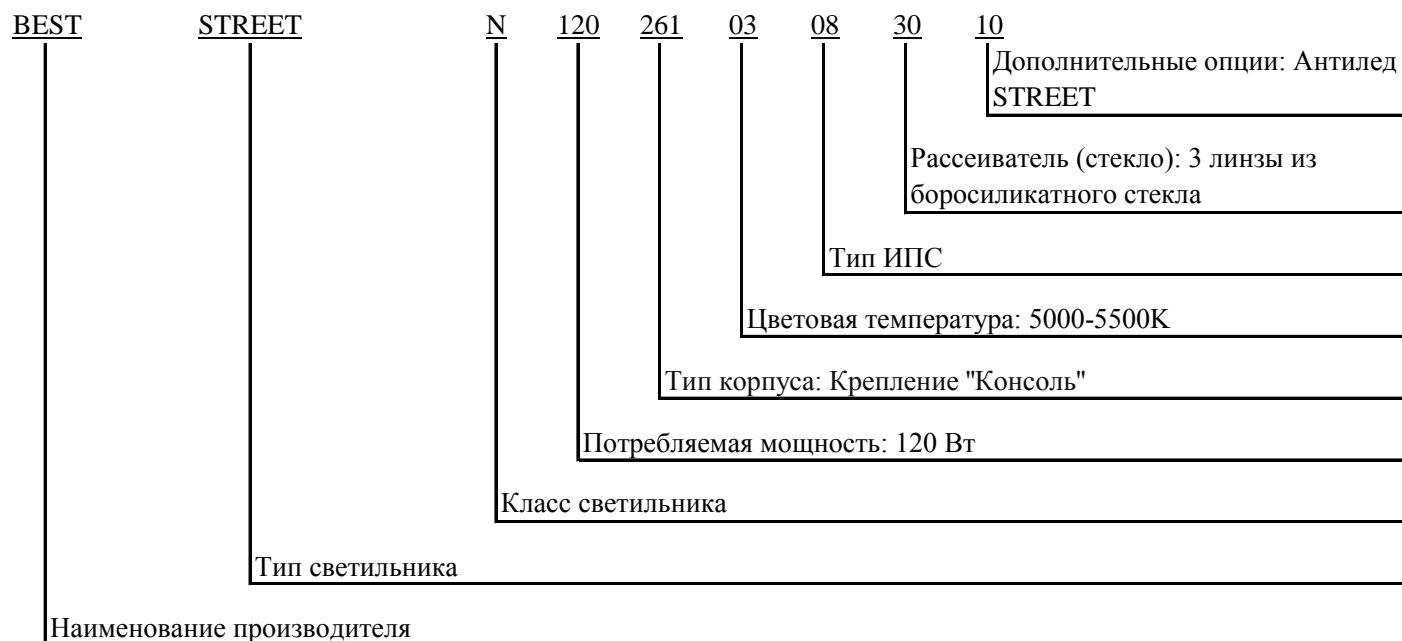 BEST STREET N 120 261 03 08 30 10
Дополнительные опции: Антилед
STREET
Рассеиватель (стекло): 3 линзы из
боросиликатного стекла
Тип ИПС
Цветовая температура: 5000-5500К
Тип корпуса: Крепление "Консоль"
Потребляемая мощность: 120 Вт
Класс светильника
Тип светильника
Наименование производителя